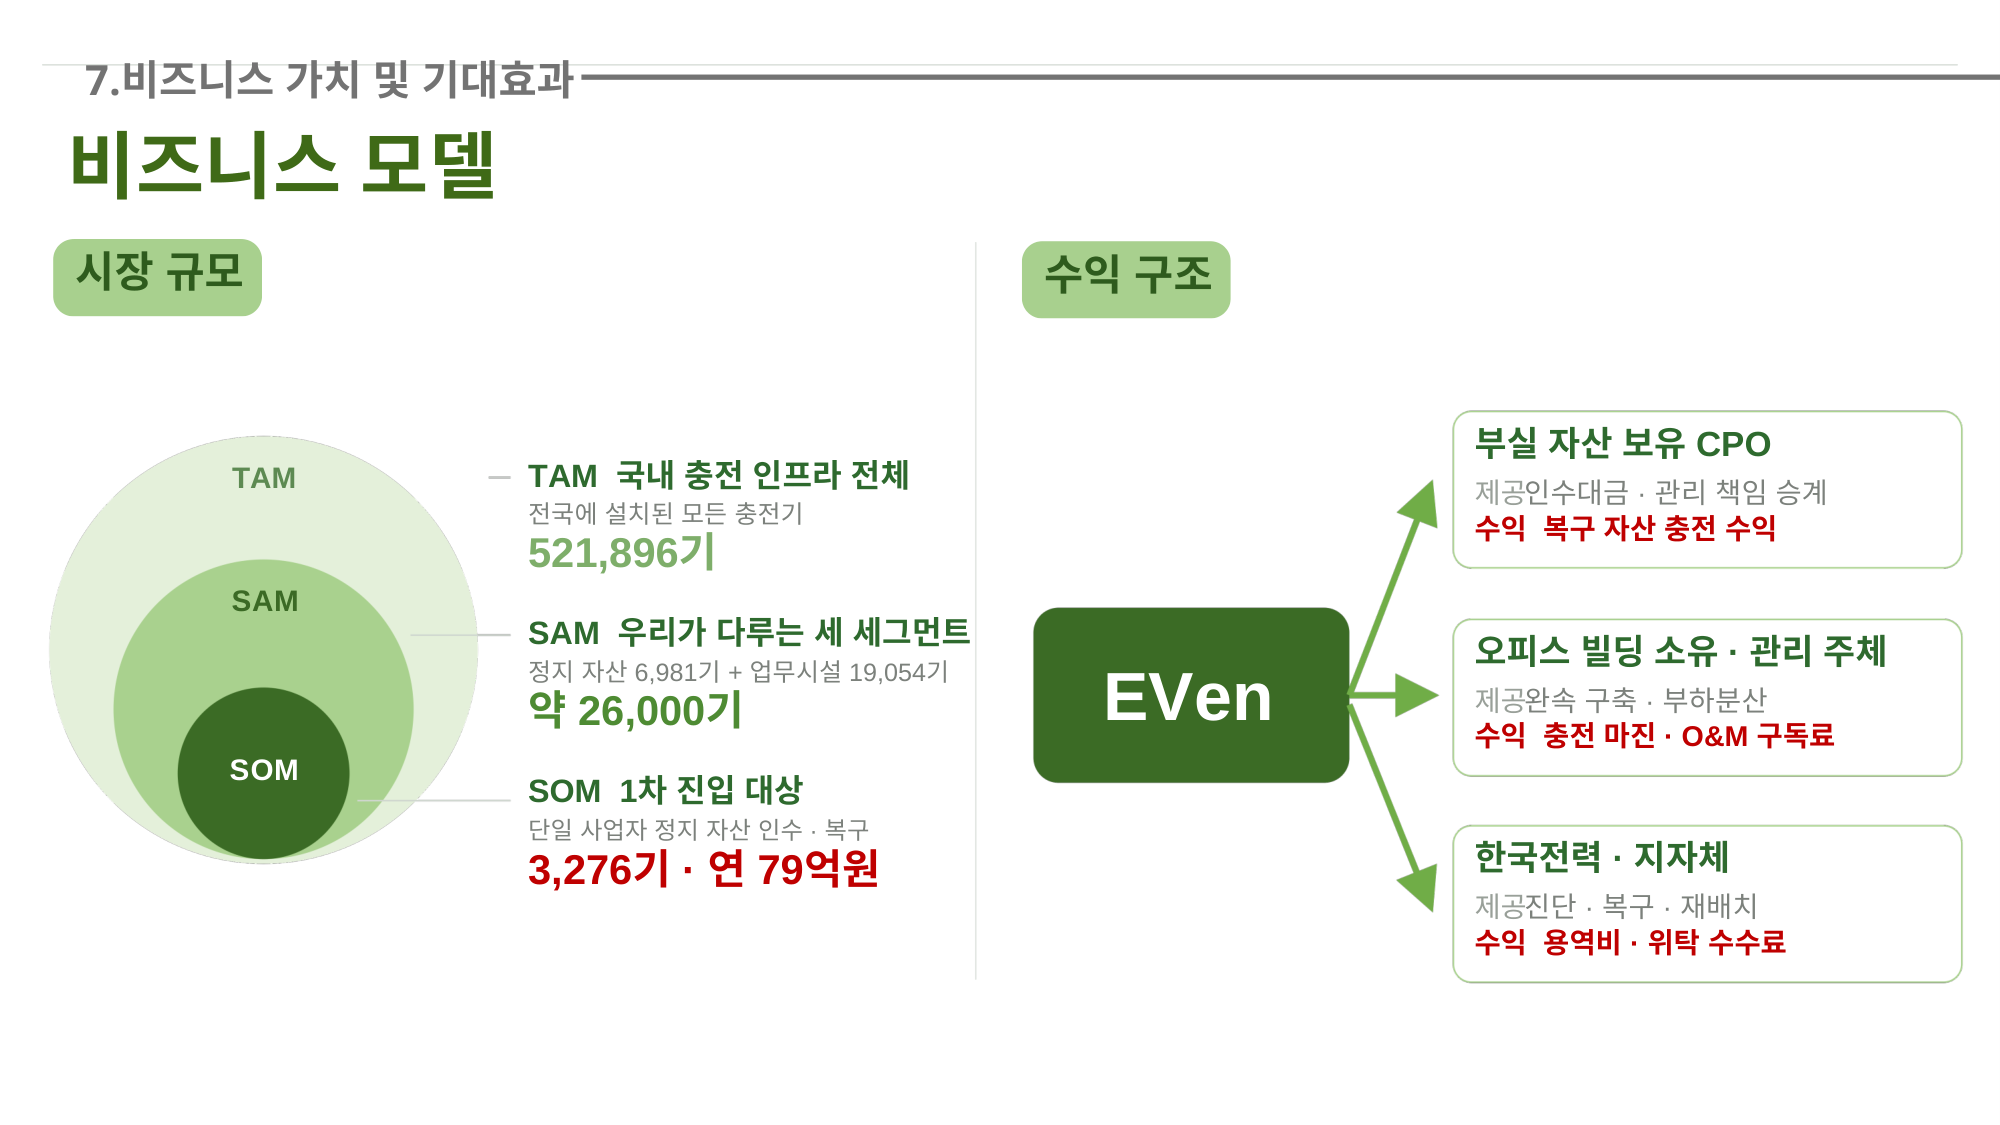 7.비즈니스 가치 및 기대효과
비즈니스 모델
시장 규모
TAM
SAM
SOM
TAM 국내 충전 인프라 전체
전국에 설치된 모든 충전기
521,896기
SAM 우리가 다루는 세 세그먼트
정지 자산 6,981기 + 업무시설 19,054기
약 26,000기
SOM 1차 진입 대상
단일 사업자 정지 자산 인수 · 복구
3,276기 · 연 79억원
수익 구조
EVen
부실 자산 보유 CPO
제공인수대금 · 관리 책임 승계
수익 복구 자산 충전 수익
오피스 빌딩 소유 · 관리 주체
제공완속 구축 · 부하분산
수익 충전 마진 · O&M 구독료
한국전력 · 지자체
제공진단 · 복구 · 재배치
수익 용역비 · 위탁 수수료